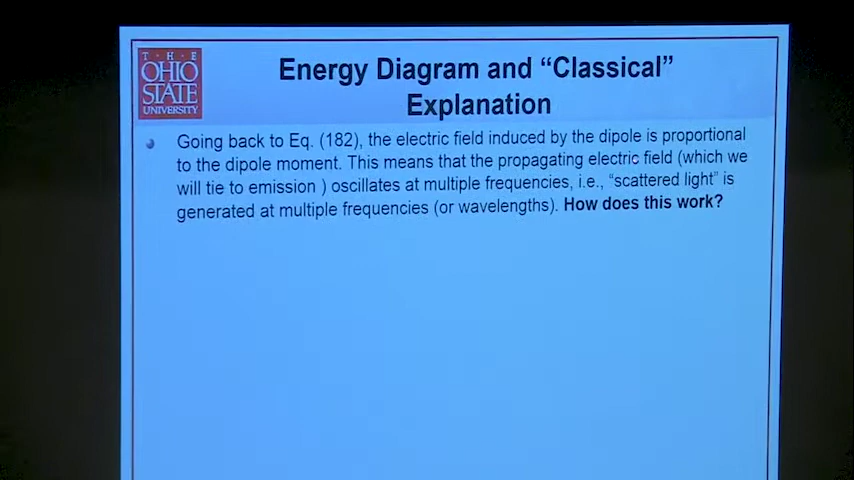 T · H · E
OHIO
STATE
UNIVERSITY
Energy Diagram and “Classical”
Explanation
Going back to Eq. (182), the electric field induced by the dipole is proportional
to the dipole moment. This means that the propagating electric field (which we
will tie to emission ) oscillates at multiple frequencies, i.e., “scattered light” is
generated at multiple frequencies (or wavelengths). How does this work?